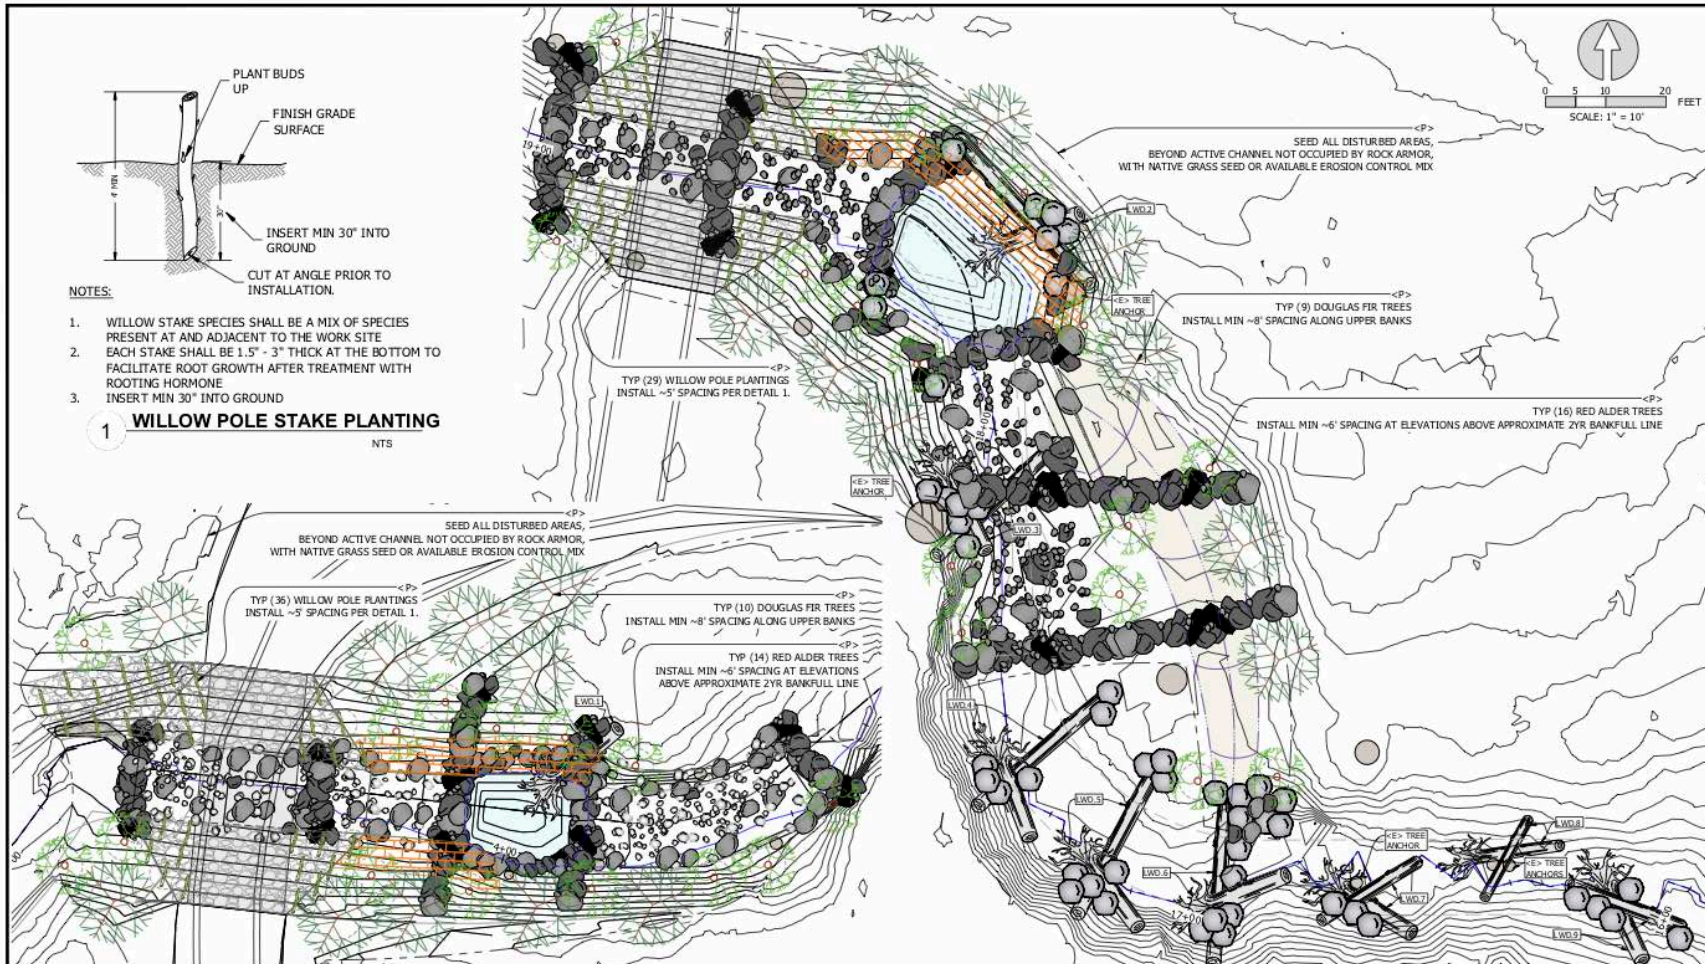 PLANT BUDS
UP
FINISH GRADE
SURFACE
4' MIN
30"
INSERT MIN 30" INTO
GROUND
CUT AT ANGLE PRIOR TO
INSTALLATION.
NOTES:
1. WILLOW STAKE SPECIES SHALL BE A MIX OF SPECIES
PRESENT AT AND ADJACENT TO THE WORK SITE
2. EACH STAKE SHALL BE 1.5" - 3" THICK AT THE BOTTOM TO
FACILITATE ROOT GROWTH AFTER TREATMENT WITH
ROOTING HORMONE
3. INSERT MIN 30" INTO GROUND
1 WILLOW POLE STAKE PLANTING
NTS
0 5 10 20
FEET
SCALE: 1" = 10'
<P>
SEED ALL DISTURBED AREAS,
BEYOND ACTIVE CHANNEL NOT OCCUPIED BY ROCK ARMOR,
WITH NATIVE GRASS SEED OR AVAILABLE EROSION CONTROL MIX
19+00
LWD.2
<E> TREE
ANCHOR
<P>
TYP (9) DOUGLAS FIR TREES
INSTALL MIN ~8' SPACING ALONG UPPER BANKS
<P>
TYP (29) WILLOW POLE PLANTINGS
INSTALL ~5' SPACING PER DETAIL 1.
18+00
<P>
TYP (16) RED ALDER TREES
INSTALL MIN ~6' SPACING AT ELEVATIONS ABOVE APPROXIMATE 2YR BANKFULL LINE
<E> TREE
ANCHOR
LWD.3
<P>
SEED ALL DISTURBED AREAS,
BEYOND ACTIVE CHANNEL NOT OCCUPIED BY ROCK ARMOR,
WITH NATIVE GRASS SEED OR AVAILABLE EROSION CONTROL MIX
<P>
TYP (36) WILLOW POLE PLANTINGS
INSTALL ~5' SPACING PER DETAIL 1.
<P>
TYP (10) DOUGLAS FIR TREES
INSTALL MIN ~8' SPACING ALONG UPPER BANKS
<P>
TYP (14) RED ALDER TREES
INSTALL MIN ~6' SPACING AT ELEVATIONS
ABOVE APPROXIMATE 2YR BANKFULL LINE
LWD.1
4+00
LWD.4
LWD.5
LWD.6
17+00
<E> TREE
ANCHOR
LWD.7
LWD.8
<E> TREE
ANCHORS
16+00
LWD.9